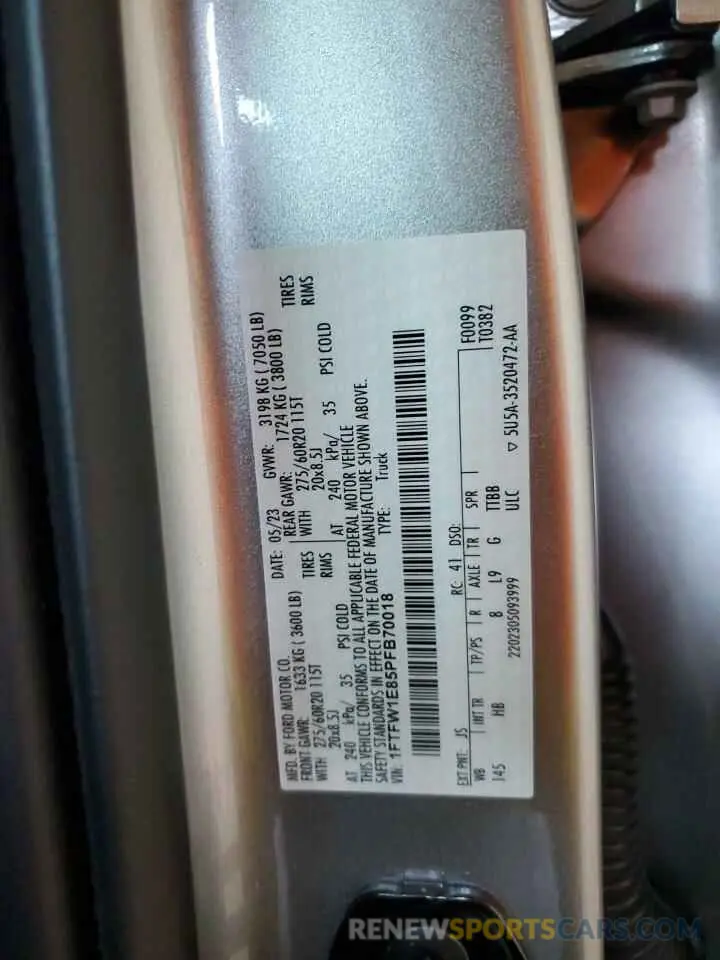 MFD. BY FORD MOTOR CO. DATE: 05/23 GVWR: 3198 KG ( 7050 LB)
FRONT GAWR: 1633 KG ( 3600 LB) REAR GAWR: 1724 KG ( 3800 LB)
WITH 275/60R20 115T TIRES WITH 275/60R20 115T TIRES
20x8.5J RIMS 20x8.5J RIMS
AT 240 kPa/ 35 PSI COLD AT 240 kPa/ 35 PSI COLD
THIS VEHICLE CONFORMS TO ALL APPLICABLE FEDERAL MOTOR VEHICLE
SAFETY STANDARDS IN EFFECT ON THE DATE OF MANUFACTURE SHOWN ABOVE.
VIN: 1FTFW1E85PFB70018 TYPE: Truck
EXT PNT: JS RC: 41 DSO: F0099
WB INT TR TP/PS R AXLE TR SPR T0382
145 HB 8 L9 G TTBB
2202305093999 ULC ▽ 5U5A-3520472-AA
RENEWSPORTSCARS.COM